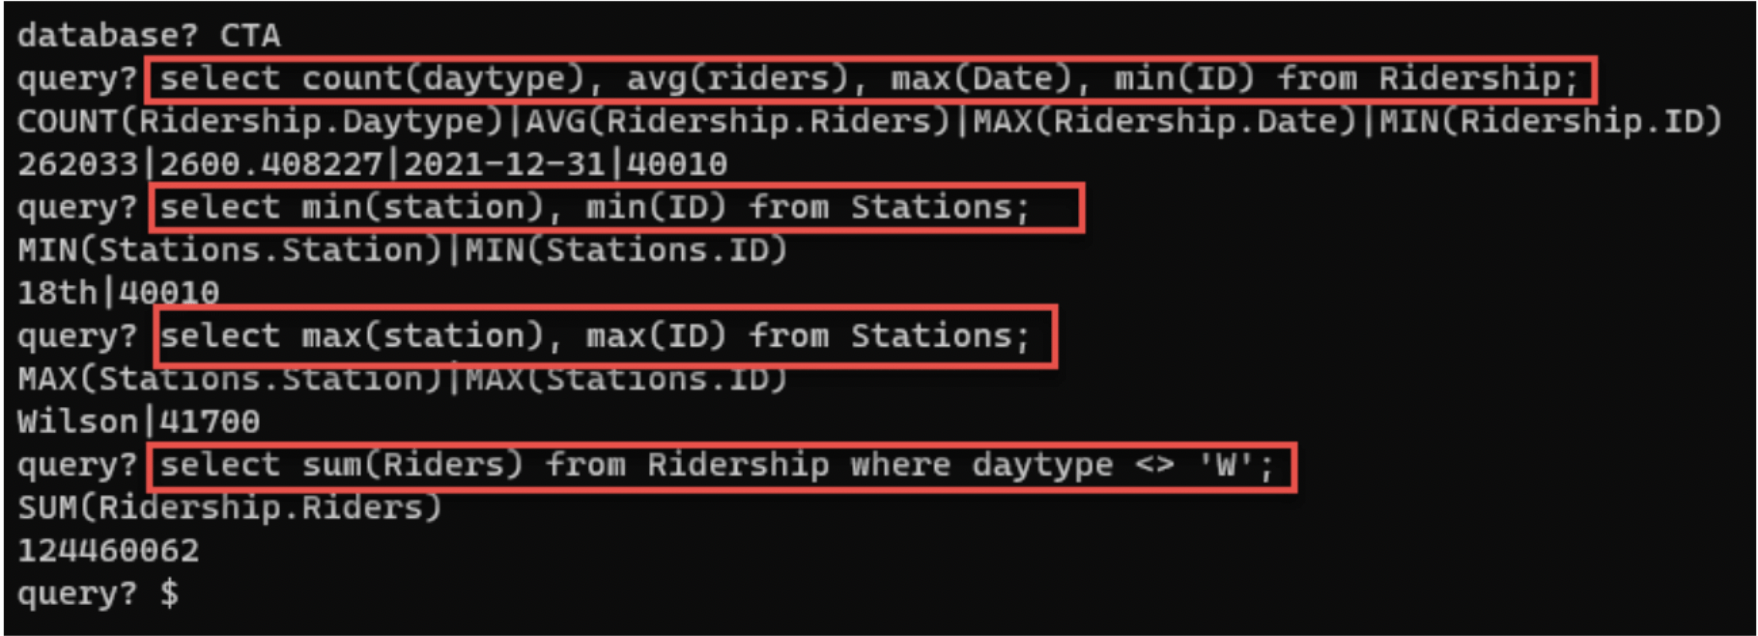 database? CTA
query? select count(daytype), avg(riders), max(Date), min(ID) from Ridership;
COUNT(Ridership.Daytype)|AVG(Ridership.Riders)|MAX(Ridership.Date)|MIN(Ridership.ID)
262033|2600.408227|2021-12-31|40010
query? select min(station), min(ID) from Stations;
MIN(Stations.Station)|MIN(Stations.ID)
18th|40010
query? select max(station), max(ID) from Stations;
MAX(Stations.Station)|MAX(Stations.ID)
Wilson|41700
query? select sum(Riders) from Ridership where daytype <> 'W';
SUM(Ridership.Riders)
124460062
query? $